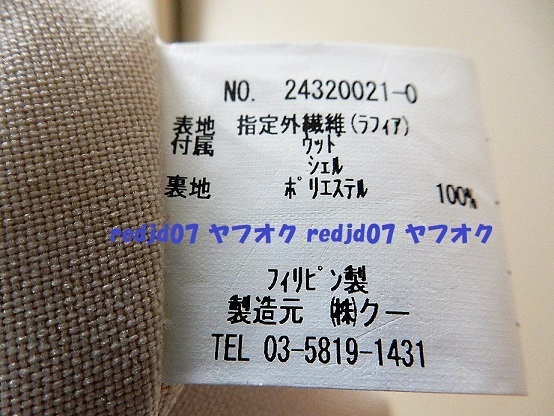 NO. 24320021-0
表地 指定外繊維(ラフィア)
付属 ウッド
シェル
裏地 ポリエステル 100%
redjd07 ヤフオク redjd07 ヤフオク
フィリピン製
製造元 ㈱クー
TEL 03-5819-1431